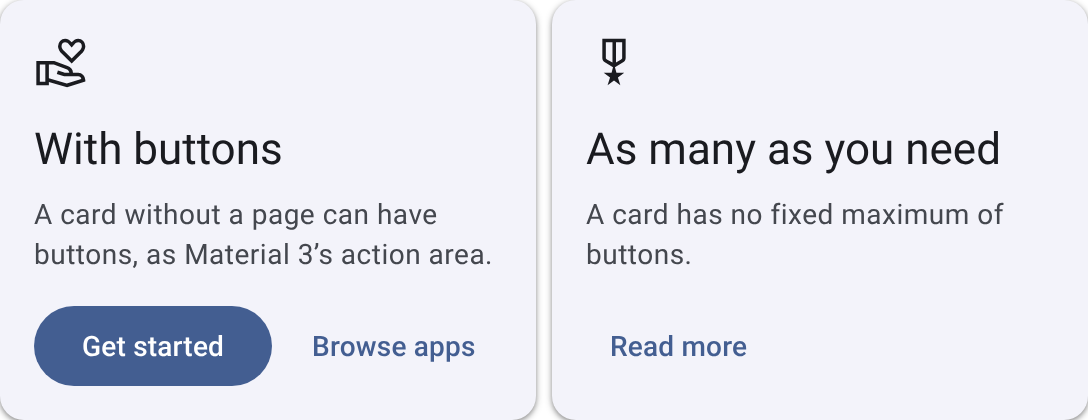 With buttons
A card without a page can have
buttons, as Material 3’s action area.
Get started
Browse apps
As many as you need
A card has no fixed maximum of
buttons.
Read more